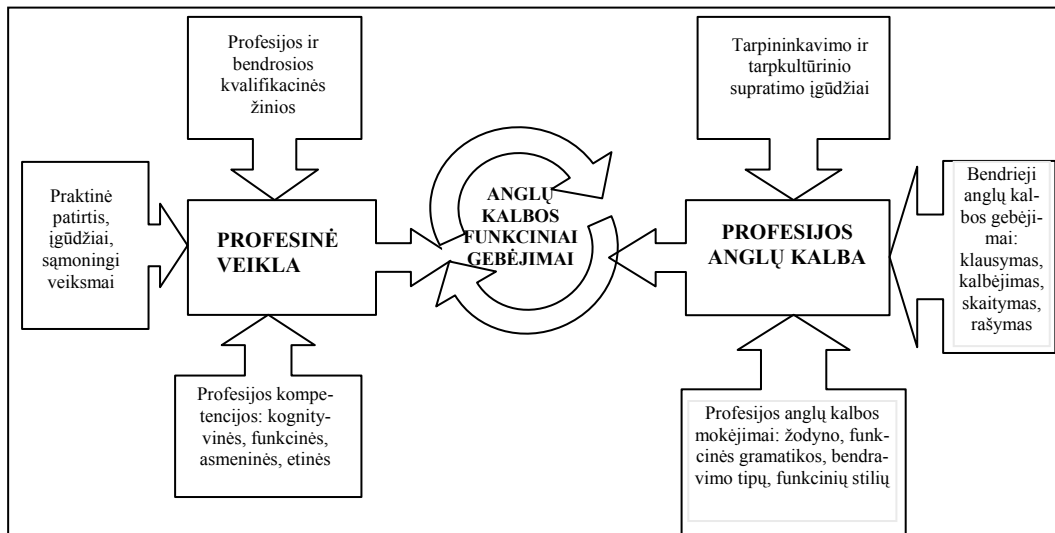 Profesijos ir
bendrosios
kvalifikacinės
žinios
Tarpininkavimo ir
tarpkultūrinio
supratimo įgūdžiai
Praktinė
patirtis,
įgūdžiai,
sąmoningi
veiksmai
PROFESINĖ
VEIKLA
ANGLŲ
KALBOS
FUNKCINIAI
GEBĖJIMAI
PROFESIJOS
ANGLŲ KALBA
Bendrieji
anglų kal-
bos gebėji-
mai:
klausymas,
kalbėjimas,
skaitymas,
rašymas
Profesijos kompe-
tencijos: kognity-
vinės, funkcinės,
asmeninės, etinės
Profesijos anglų kalbos
mokėjimai: žodyno, funk-
cinės gramatikos, bendra-
vimo tipų, funkcinių stilių